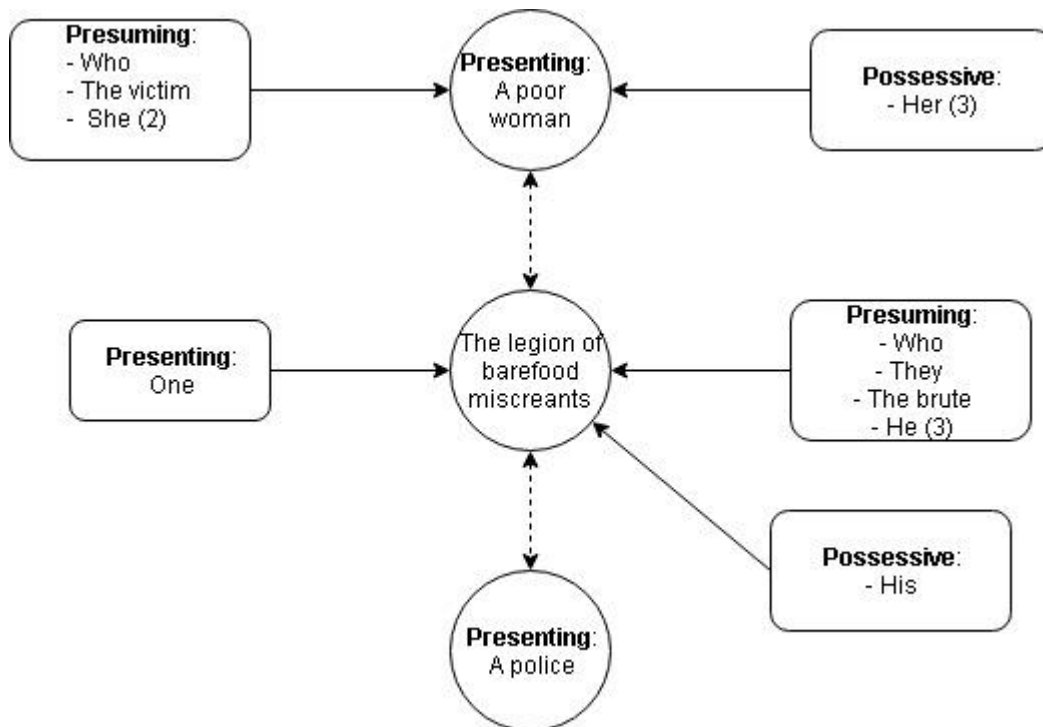 Presuming:
- Who
- The victim
- She (2)
Presenting:
A poor
woman
Possessive:
- Her (3)
Presenting:
One
The legion of
barefood
miscreants
Presuming:
- Who
- They
- The brute
- He (3)
Possessive:
- His
Presenting:
A police